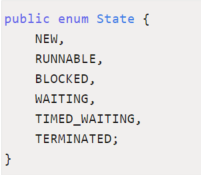 public enum State {
    NEW,
    RUNNABLE,
    BLOCKED,
    WAITING,
    TIMED_WAITING,
    TERMINATED;
}